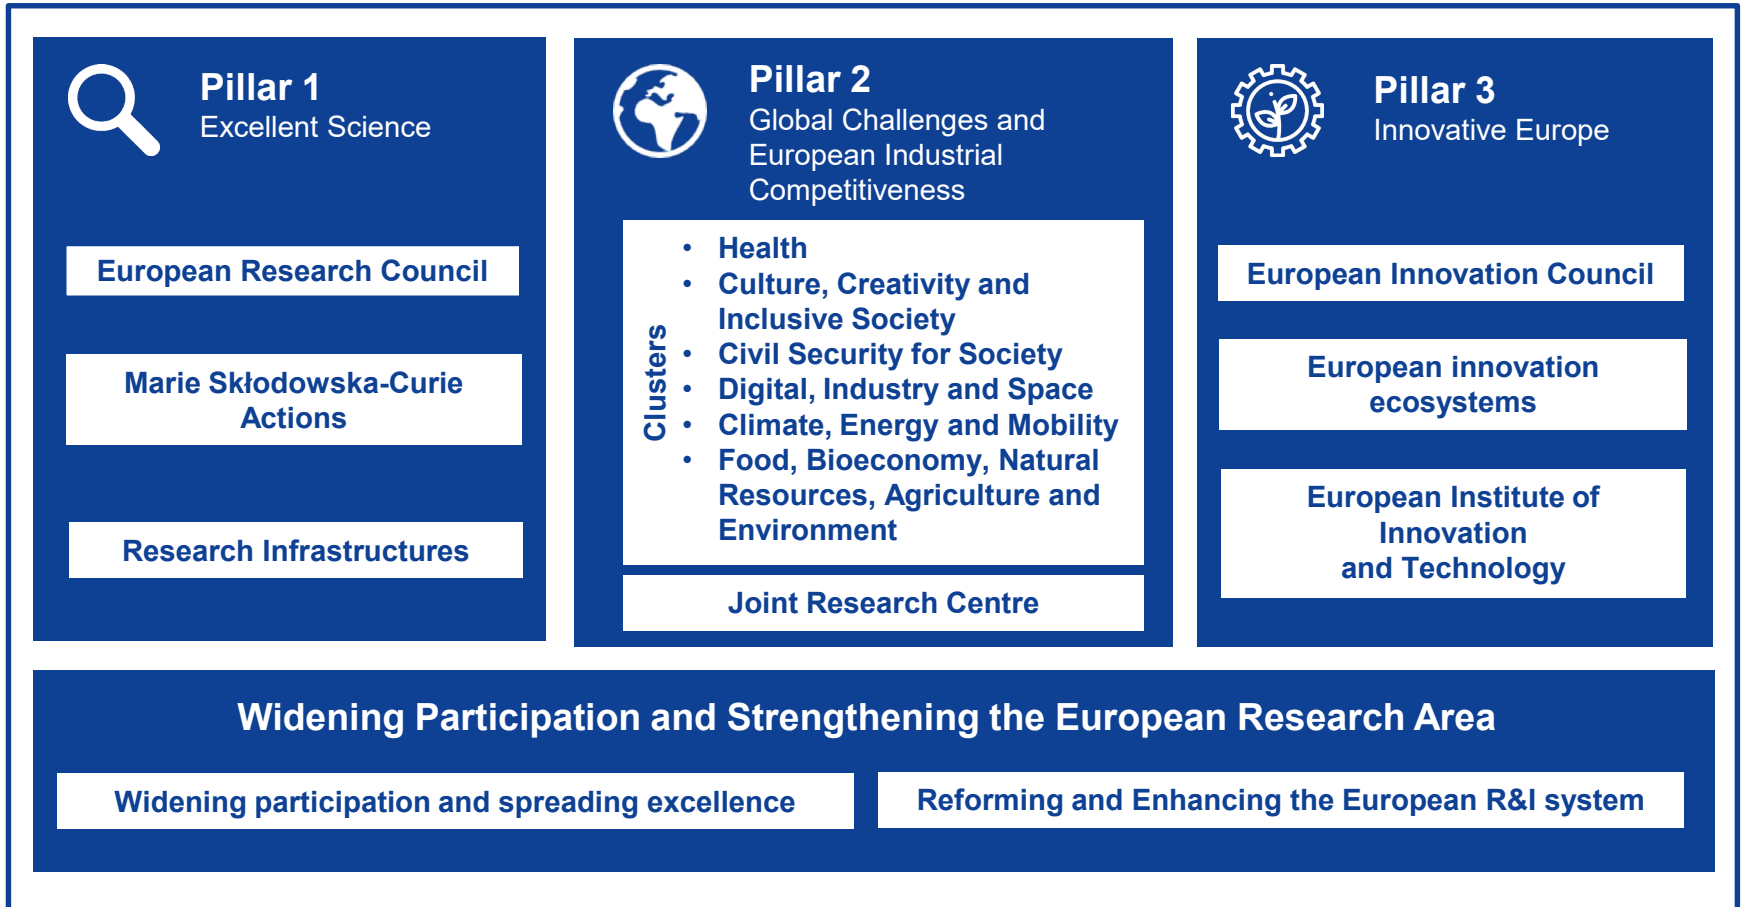 Pillar 1
Excellent Science
European Research Council
Marie Skłodowska-Curie
Actions
Research Infrastructures
Pillar 2
Global Challenges and
European Industrial
Competitiveness
Clusters
• Health
• Culture, Creativity and
Inclusive Society
• Civil Security for Society
• Digital, Industry and Space
• Climate, Energy and Mobility
• Food, Bioeconomy, Natural
Resources, Agriculture and
Environment
Joint Research Centre
Pillar 3
Innovative Europe
European Innovation Council
European innovation
ecosystems
European Institute of
Innovation
and Technology
Widening Participation and Strengthening the European Research Area
Widening participation and spreading excellence
Reforming and Enhancing the European R&I system